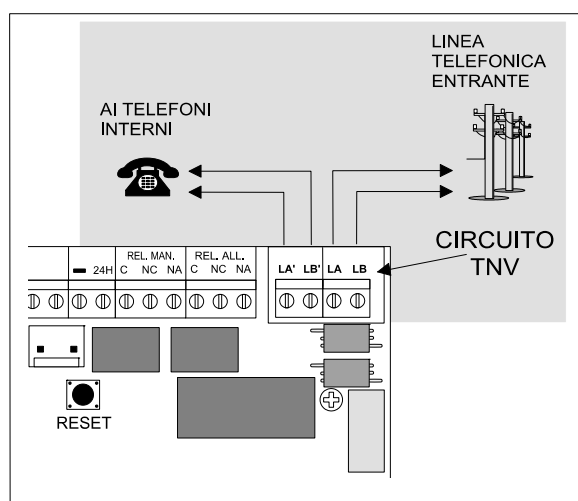 LINEA
TELEFONICA
ENTRANTE
AI TELEFONI
INTERNI
CIRCUITO
TNV
REL. MAN. REL. ALL.
24H C NC NA C NC NA LA' LB' LA LB
RESET